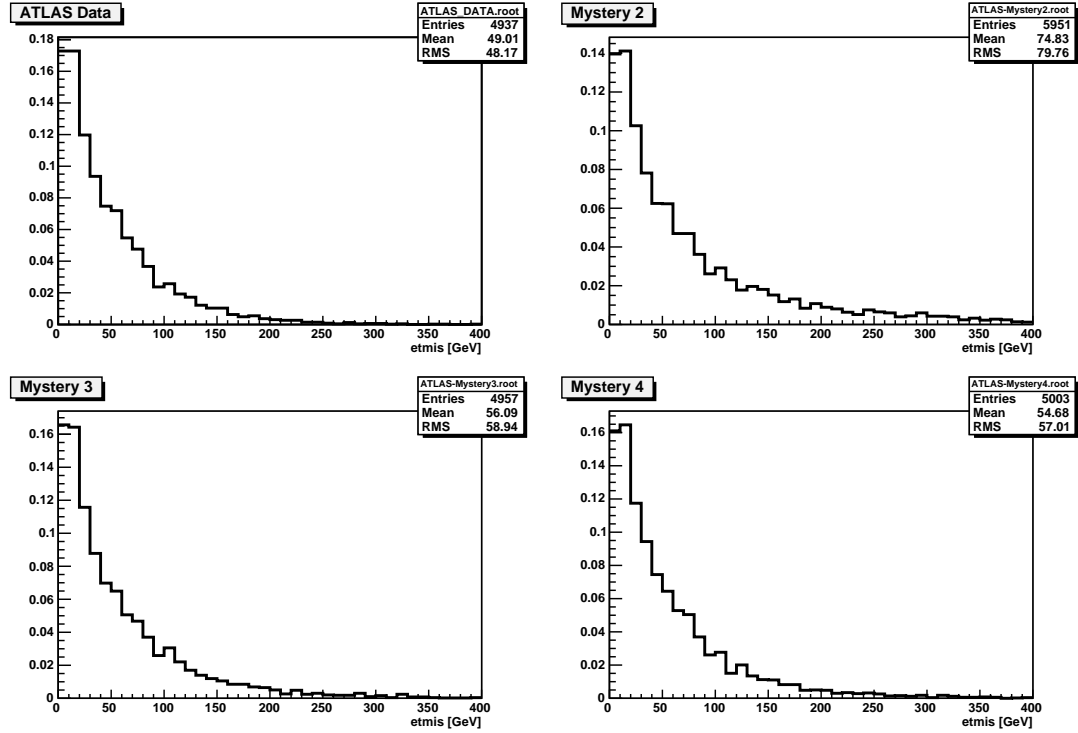 ATLAS Data
ATLAS_DATA.root
Entries 4937
Mean 49.01
RMS 48.17
0.18
0.16
0.14
0.12
0.1
0.08
0.06
0.04
0.02
0
0 50 100 150 200 250 300 350 400
etmis [GeV]
Mystery 2
ATLAS-Mystery2.root
Entries 5951
Mean 74.83
RMS 79.76
0.14
0.12
0.1
0.08
0.06
0.04
0.02
0
0 50 100 150 200 250 300 350 400
etmis [GeV]
Mystery 3
ATLAS-Mystery3.root
Entries 4957
Mean 56.09
RMS 58.94
0.16
0.14
0.12
0.1
0.08
0.06
0.04
0.02
0
0 50 100 150 200 250 300 350 400
etmis [GeV]
Mystery 4
ATLAS-Mystery4.root
Entries 5003
Mean 54.68
RMS 57.01
0.16
0.14
0.12
0.1
0.08
0.06
0.04
0.02
0
0 50 100 150 200 250 300 350 400
etmis [GeV]